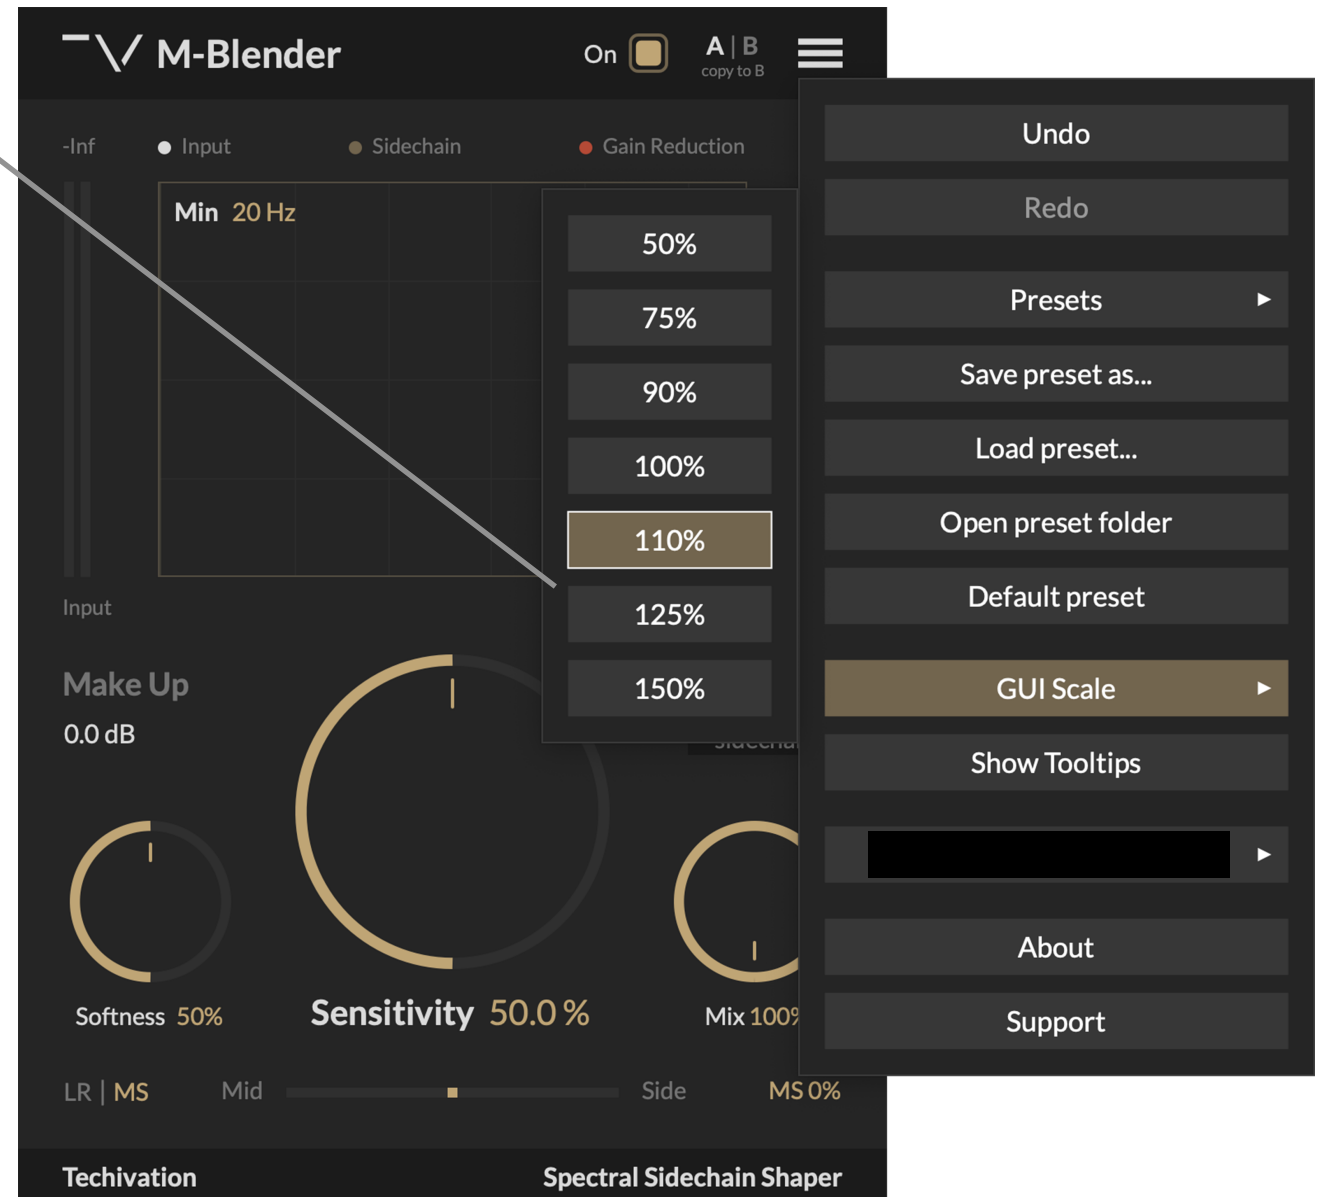 M-Blender
On
A | B
copy to B
-Inf
Input
Sidechain
Gain Reduction
Min 20 Hz
50%
75%
90%
100%
110%
125%
150%
Undo
Redo
Presets
Save preset as...
Load preset...
Open preset folder
Default preset
GUI Scale
Show Tooltips
About
Support
Input
Make Up
0.0 dB
Softness 50%
Sensitivity 50.0 %
Mix 100%
LR | MS
Mid
Side
MS 0%
Techivation
Spectral Sidechain Shaper